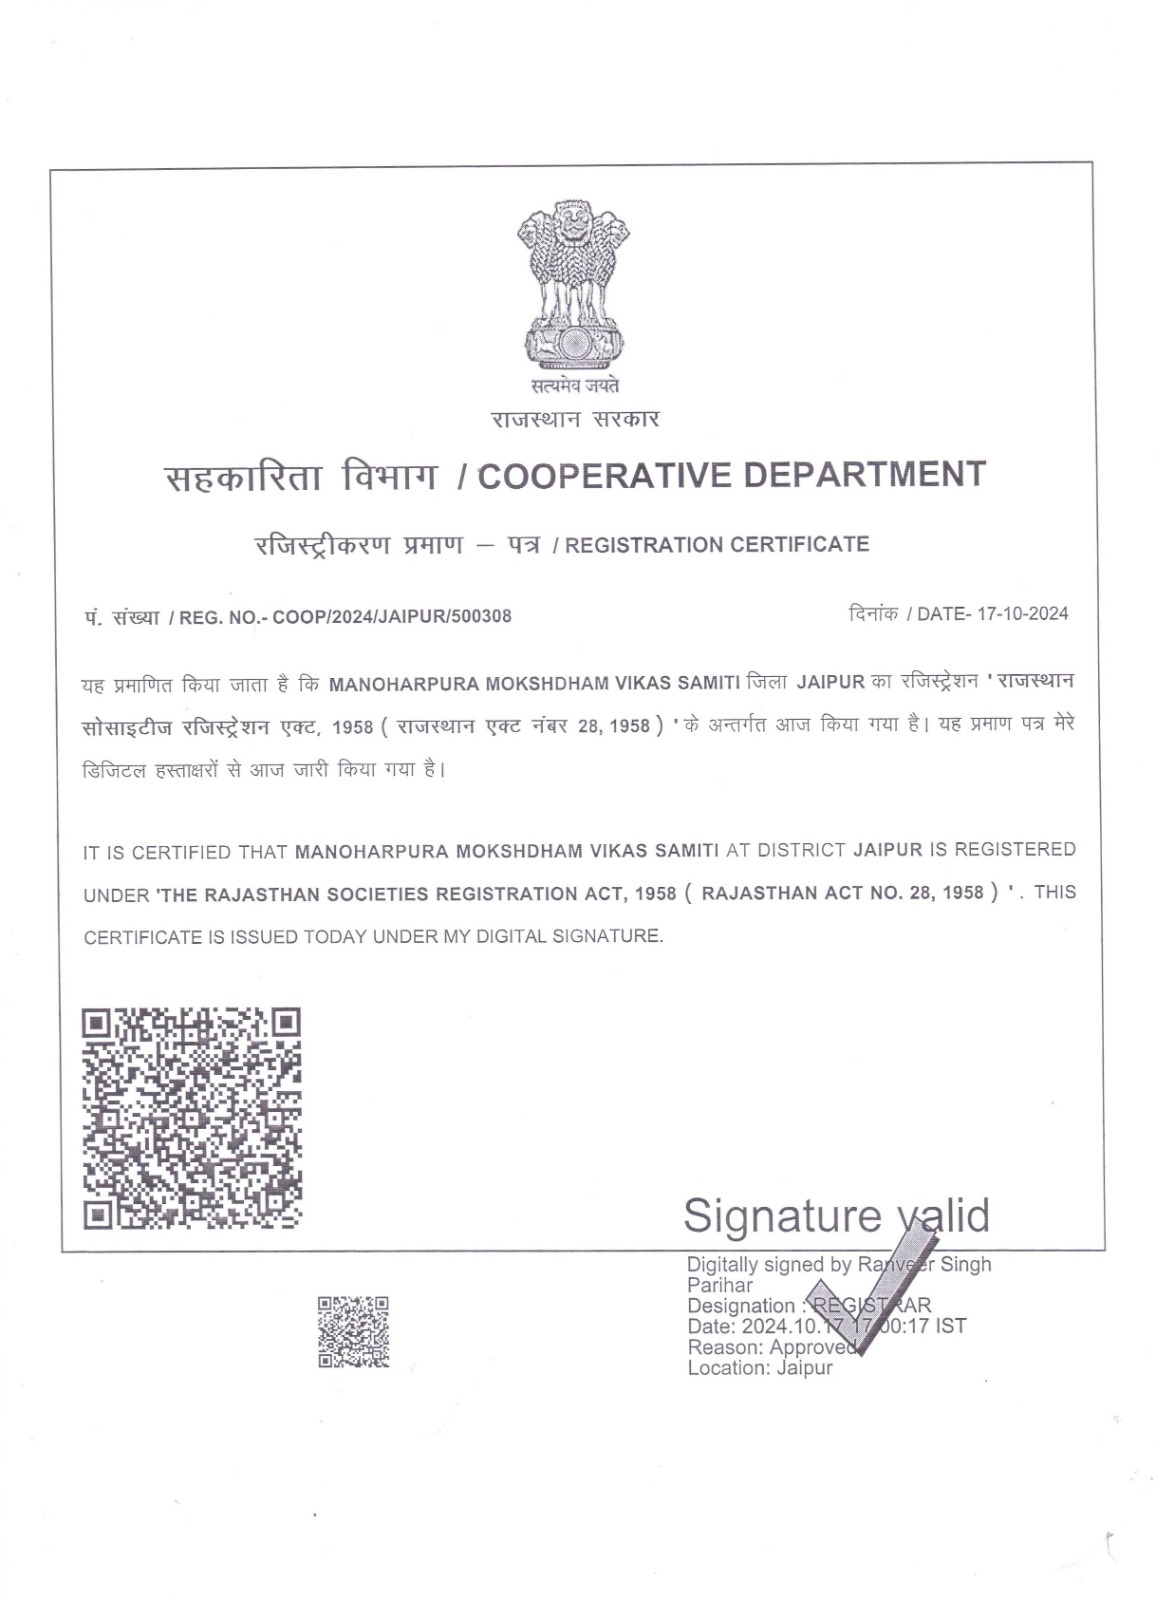 सत्यमेव जयते
राजस्थान सरकार
सहकारिता विभाग / COOPERATIVE DEPARTMENT
रजिस्ट्रीकरण प्रमाण – पत्र / REGISTRATION CERTIFICATE
पं. संख्या / REG. NO.- COOP/2024/JAIPUR/500308 दिनांक / DATE- 17-10-2024
यह प्रमाणित किया जाता है कि MANOHARPURA MOKSHDHAM VIKAS SAMITI जिला JAIPUR का रजिस्ट्रेशन ' राजस्थान
सोसाइटीज रजिस्ट्रेशन एक्ट, 1958 ( राजस्थान एक्ट नंबर 28, 1958 ) ' के अन्तर्गत आज किया गया है। यह प्रमाण पत्र मेरे
डिजिटल हस्ताक्षरों से आज जारी किया गया है।
IT IS CERTIFIED THAT MANOHARPURA MOKSHDHAM VIKAS SAMITI AT DISTRICT JAIPUR IS REGISTERED
UNDER 'THE RAJASTHAN SOCIETIES REGISTRATION ACT, 1958 ( RAJASTHAN ACT NO. 28, 1958 ) ' . THIS
CERTIFICATE IS ISSUED TODAY UNDER MY DIGITAL SIGNATURE.
Signature valid
Digitally signed by Ranveer Singh
Parihar
Designation : REGISTRAR
Date: 2024.10.17 17:00:17 IST
Reason: Approved
Location: Jaipur